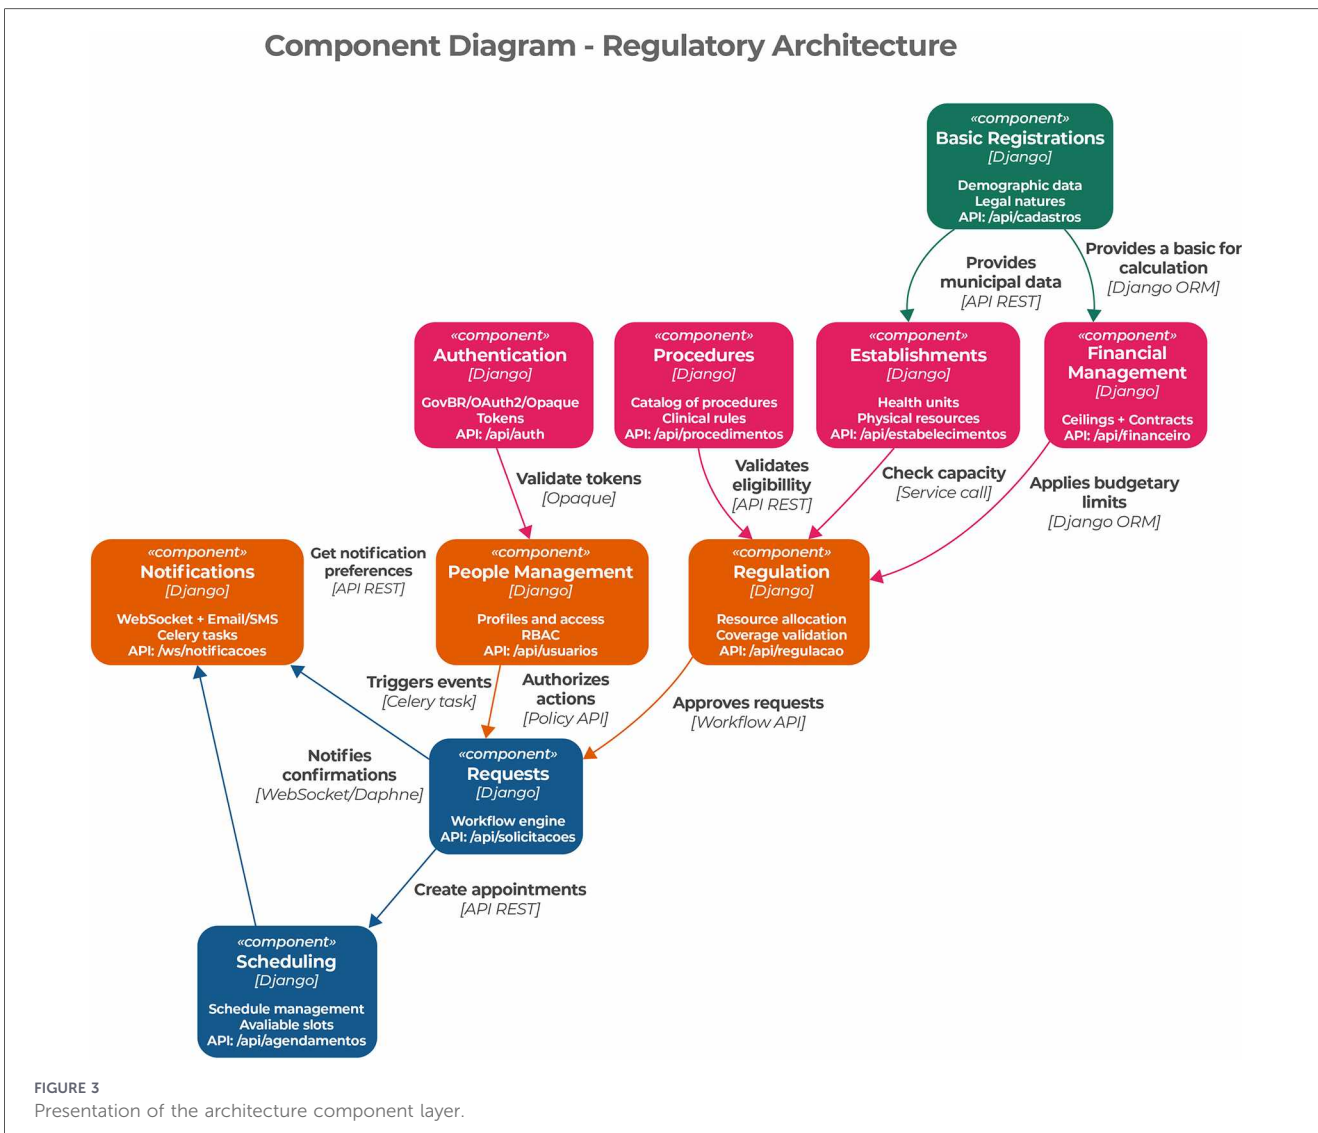 Component Diagram - Regulatory Architecture
«component»
Basic Registrations
[Django]
Demographic data
Legal natures
API: /api/cadastros
Provides
municipal data
[API REST]
Provides a basic for
calculation
[Django ORM]
«component»
Authentication
[Django]
GovBR/OAuth2/Opaque
Tokens
API: /api/auth
«component»
Procedures
[Django]
Catalog of procedures
Clinical rules
API: /api/procedimentos
«component»
Establishments
[Django]
Health units
Physical resources
API: /api/estabelecimentos
«component»
Financial
Management
[Django]
Ceilings + Contracts
API: /api/financeiro
Validate tokens
[Opaque]
Validates
eligibillity
[API REST]
Check capacity
[Service call]
Applies budgetary
limits
[Django ORM]
«component»
Notifications
[Django]
WebSocket + Email/SMS
Celery tasks
API: /ws/notificacoes
Get notification
preferences
[API REST]
«component»
People Management
[Django]
Profiles and access
RBAC
API: /api/usuarios
«component»
Regulation
[Django]
Resource allocation
Coverage validation
API: /api/regulacao
Triggers events
[Celery task]
Authorizes
actions
[Policy API]
Approves requests
[Workflow API]
Notifies
confirmations
[WebSocket/Daphne]
«component»
Requests
[Django]
Workflow engine
API: /api/solicitacoes
Create appointments
[API REST]
«component»
Scheduling
[Django]
Schedule management
Avaliable slots
API: /api/agendamentos
FIGURE 3
Presentation of the architecture component layer.